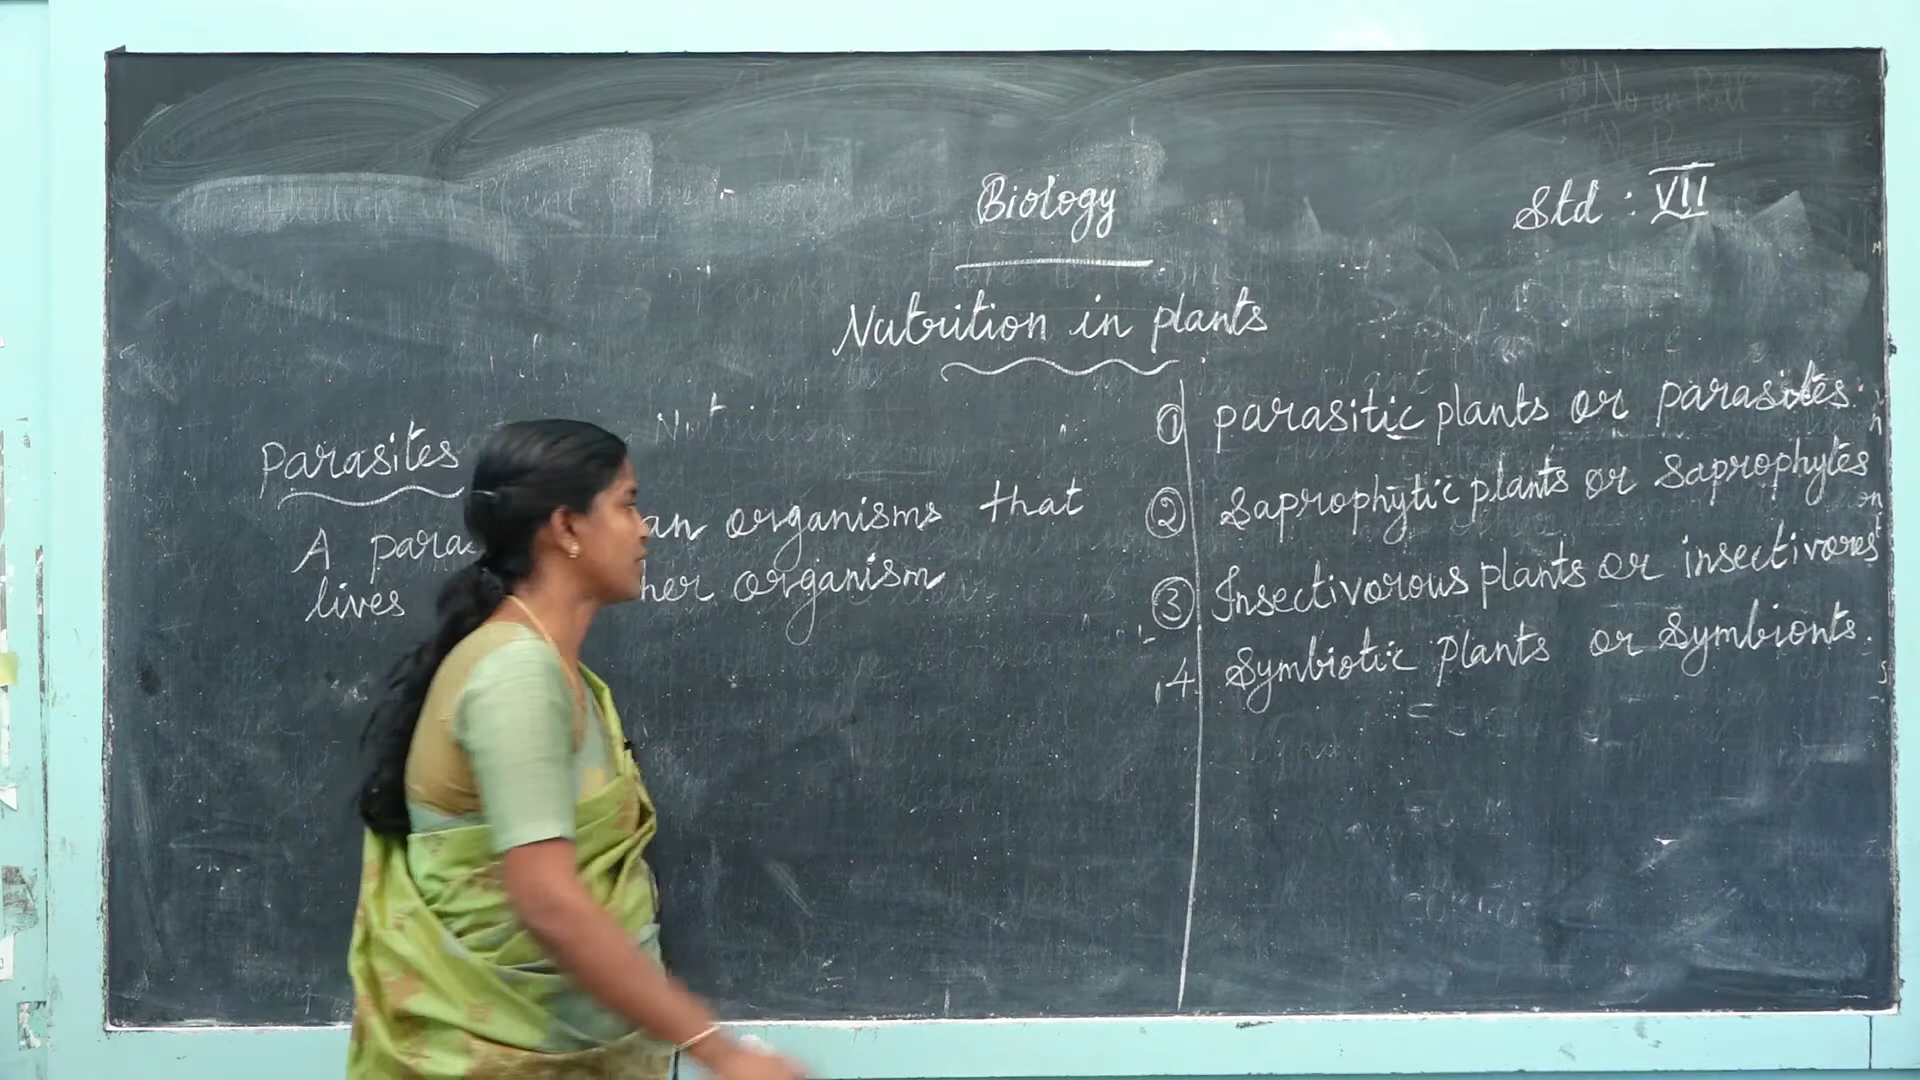 Biology
Std : VII
Nutrition in plants
Parasites
A para an organisms that
lives her organism
① parasitic plants or parasites.
② Saprophytic plants or Saprophytes
③ Insectivorous plants or insectivores
4. Symbiotic plants or Symbionts.